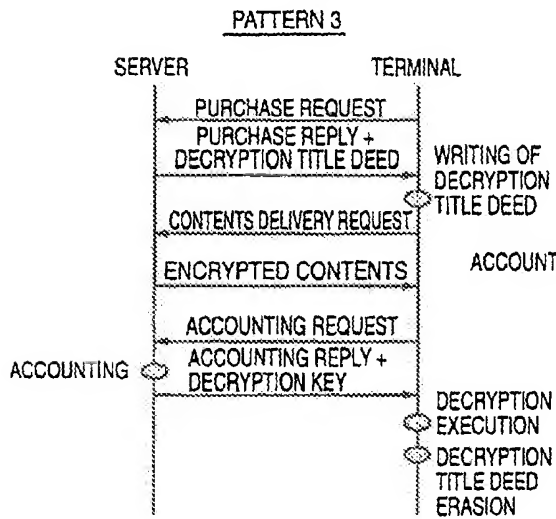 PATTERN 3
SERVER
TERMINAL
PURCHASE REQUEST
PURCHASE REPLY +
DECRYPTION TITLE DEED
WRITING OF
DECRYPTION
TITLE DEED
CONTENTS DELIVERY REQUEST
ENCRYPTED CONTENTS
ACCOUNT
ACCOUNTING REQUEST
ACCOUNTING
ACCOUNTING REPLY +
DECRYPTION KEY
DECRYPTION
EXECUTION
DECRYPTION
TITLE DEED
ERASION